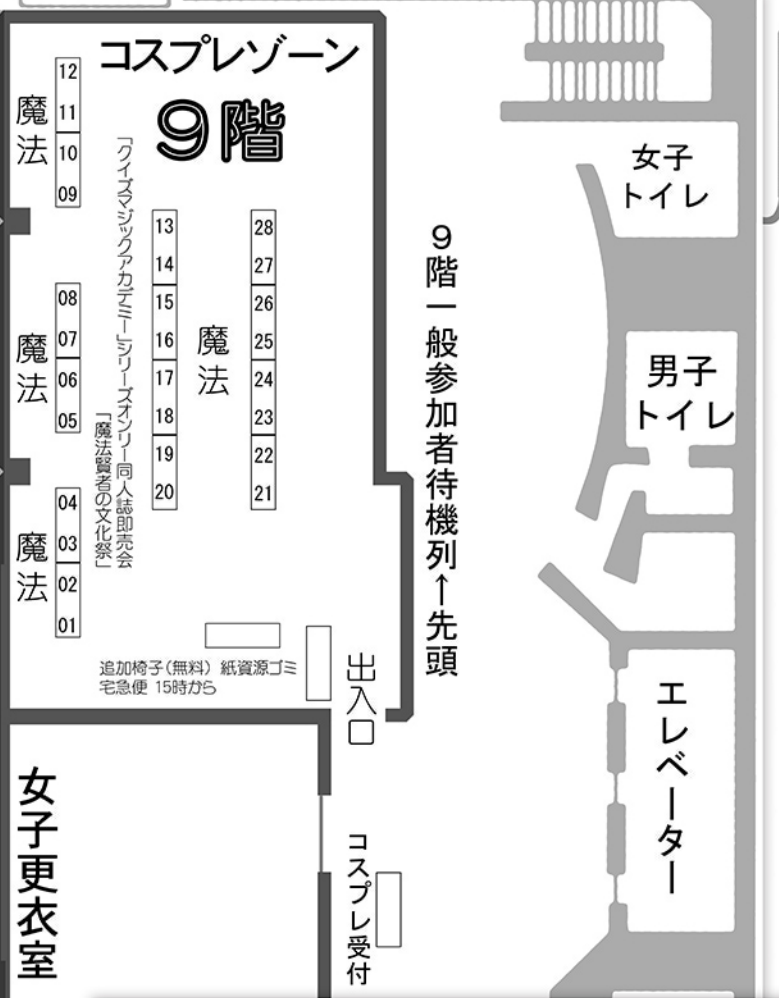 コスプレゾーン
9階
魔法
12
11
10
09
魔法
08
07
06
05
魔法
04
03
02
01
「クイズマジックアカデミー」シリーズオンリー同人誌即売会
「魔法賢者の文化祭」
13
14
15
16
17
18
19
20
魔法
28
27
26
25
24
23
22
21
追加椅子(無料) 紙資源ゴミ
宅急便 15時から
出入口
9階一般参加者待機列←先頭
女子
トイレ
男子
トイレ
エレベーター
女子更衣室
コスプレ受付